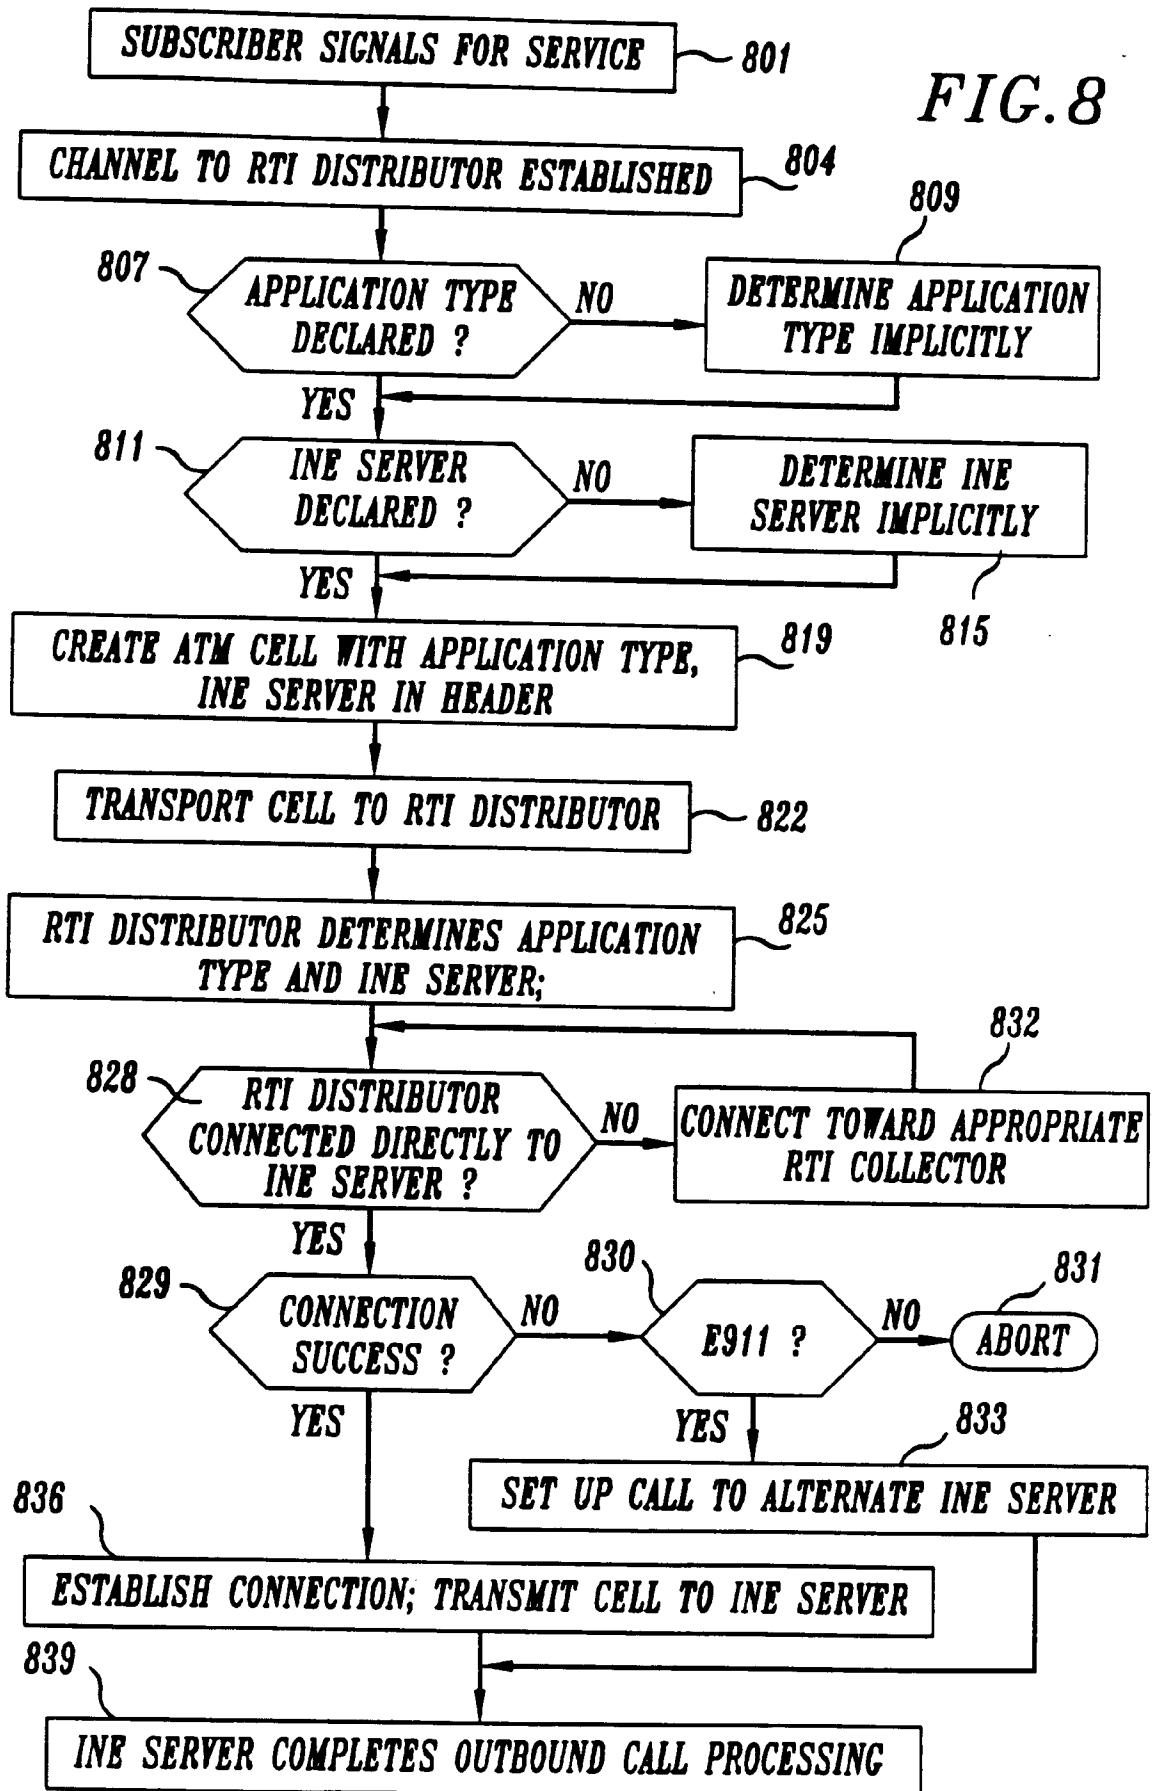 SUBSCRIBER SIGNALS FOR SERVICE
801
FIG. 8
CHANNEL TO RTI DISTRIBUTOR ESTABLISHED
804
807
APPLICATION TYPE
DECLARED ?
NO
809
DETERMINE APPLICATION
TYPE IMPLICITLY
YES
811
INE SERVER
DECLARED ?
NO
DETERMINE INE
SERVER IMPLICITLY
815
YES
CREATE ATM CELL WITH APPLICATION TYPE,
INE SERVER IN HEADER
819
TRANSPORT CELL TO RTI DISTRIBUTOR
822
RTI DISTRIBUTOR DETERMINES APPLICATION
TYPE AND INE SERVER;
825
828
RTI DISTRIBUTOR
CONNECTED DIRECTLY TO
INE SERVER ?
NO
832
CONNECT TOWARD APPROPRIATE
RTI COLLECTOR
YES
829
CONNECTION
SUCCESS ?
NO
830
E911 ?
NO
831
ABORT
YES
YES
833
SET UP CALL TO ALTERNATE INE SERVER
836
ESTABLISH CONNECTION; TRANSMIT CELL TO INE SERVER
839
INE SERVER COMPLETES OUTBOUND CALL PROCESSING